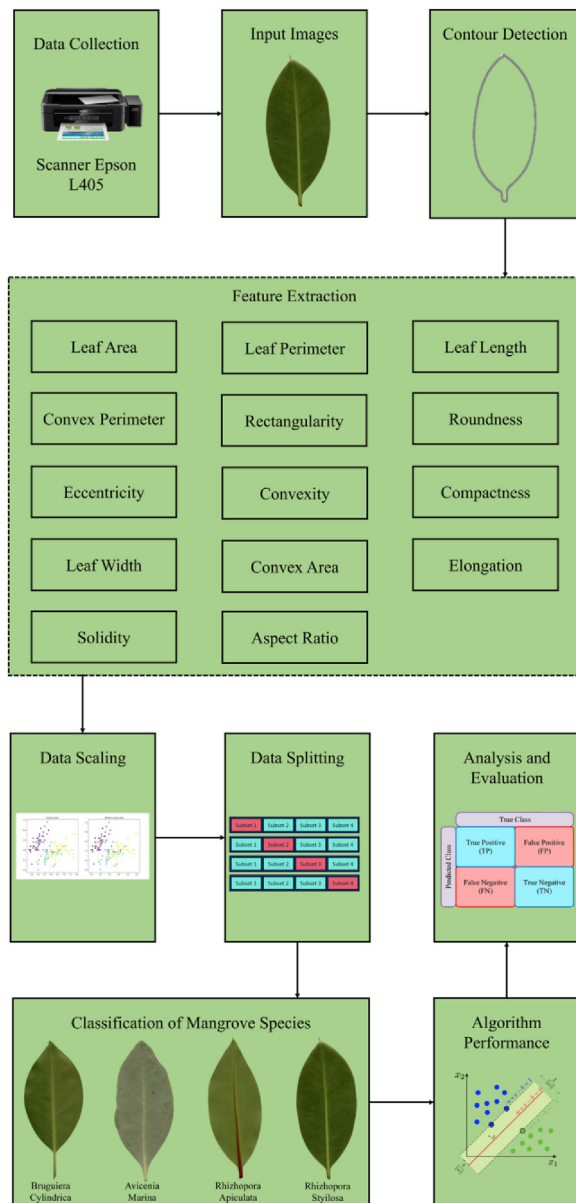 Data Collection
Scanner Epson
L405
Input Images
Contour Detection
Feature Extraction
Leaf Area
Leaf Perimeter
Leaf Length
Convex Perimeter
Rectangularity
Roundness
Eccentricity
Convexity
Compactness
Leaf Width
Convex Area
Elongation
Solidity
Aspect Ratio
Data Scaling
Data Splitting
Subset 1 Subset 2 Subset 3 Subset 4
Subset 1 Subset 2 Subset 3 Subset 4
Subset 1 Subset 2 Subset 3 Subset 4
Subset 1 Subset 2 Subset 3 Subset 4
Analysis and
Evaluation
True Class
Predicted Class
True Positive
(TP)
False Positive
(FP)
False Negative
(FN)
True Negative
(TN)
Classification of Mangrove Species
Bruguiera
Cylindrica
Avicenia
Marina
Rhizhopora
Apiculata
Rhizhopora
Styilosa
Algorithm
Performance
x₂
x₁